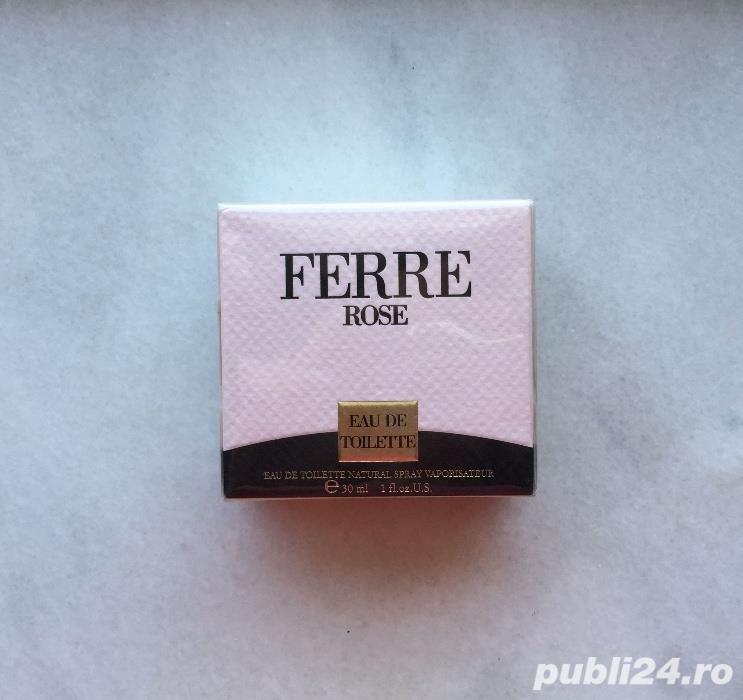 FERRE
ROSE
EAU DE
TOILETTE
EAU DE TOILETTE NATURAL SPRAY VAPORISATEUR
℮ 30 ml 1 fl.oz.U.S.
publi24.ro